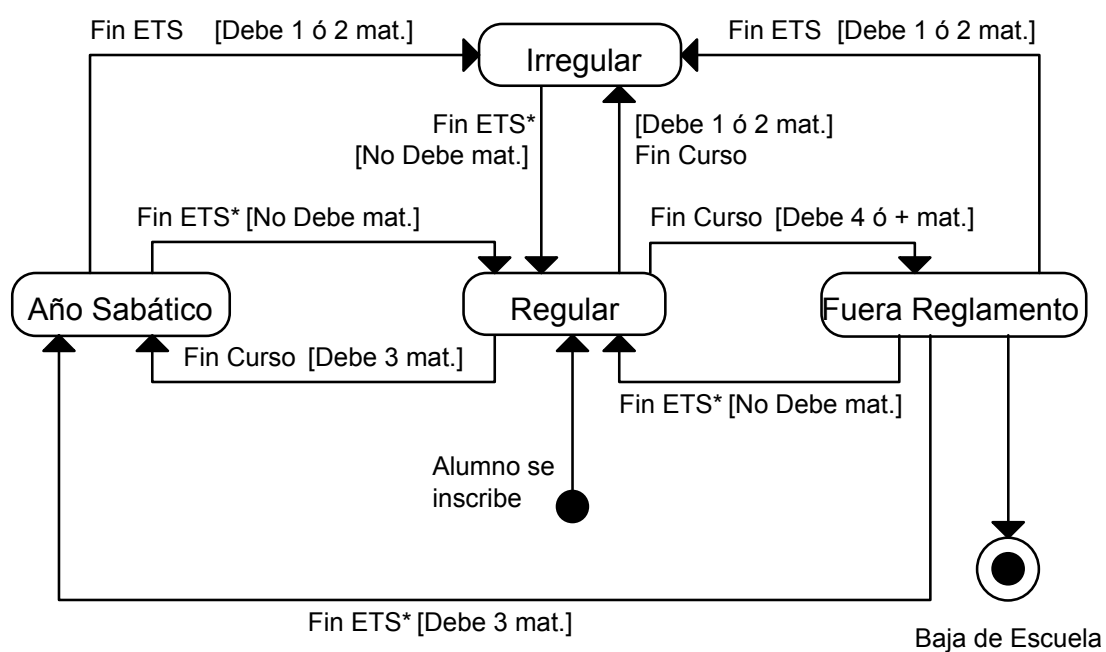 Fin ETS [Debe 1 ó 2 mat.]
Fin ETS [Debe 1 ó 2 mat.]
Irregular
Fin ETS*
[No Debe mat.]
[Debe 1 ó 2 mat.]
Fin Curso
Fin ETS* [No Debe mat.]
Fin Curso [Debe 4 ó + mat.]
Año Sabático
Regular
Fuera Reglamento
Fin Curso [Debe 3 mat.]
Fin ETS* [No Debe mat.]
Alumno se
inscribe
Fin ETS* [Debe 3 mat.]
Baja de Escuela